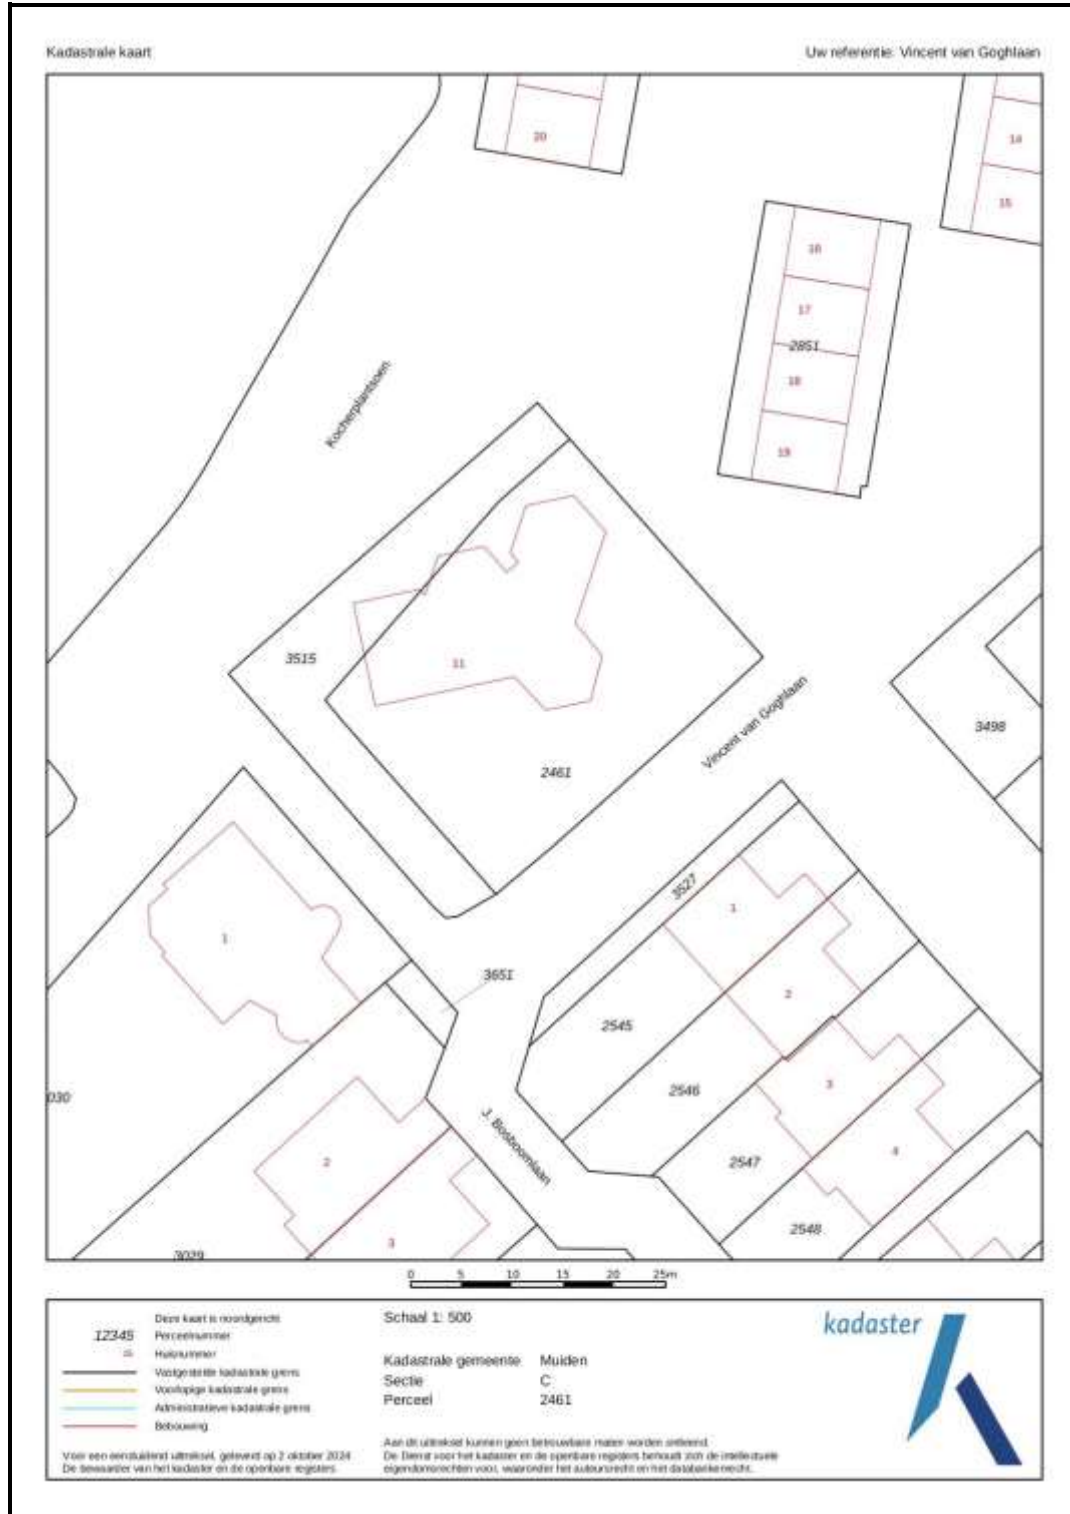 Kadastrale kaart
Uw referentie: Vincent van Goghlaan
20
14
15
16
17
2851
18
19
Kocherplantsoen
3515
11
2461
Vincent van Goghlaan
3498
3527
1
1
3651
2
2545
030
2546
3
J. Bosboomlaan
2
2547
4
2548
3
3029
0 5 10 15 20 25m
Deze kaart is noordgericht
12345 Perceelnummer
25 Huisnummer
Vastgestelde kadastrale grens
Voorlopige kadastrale grens
Administratieve kadastrale grens
Bebouwing
Voor een eensluidend uittreksel, geleverd op 2 oktober 2024
De bewaarder van het kadaster en de openbare registers
Schaal 1: 500
Kadastrale gemeente Muiden
Sectie C
Perceel 2461
Aan dit uittreksel kunnen geen betrouwbare maten worden ontleend.
De Dienst voor het kadaster en de openbare registers behoudt zich de intellectuele
eigendomsrechten voor, waaronder het auteursrecht en het databankenrecht.
kadaster